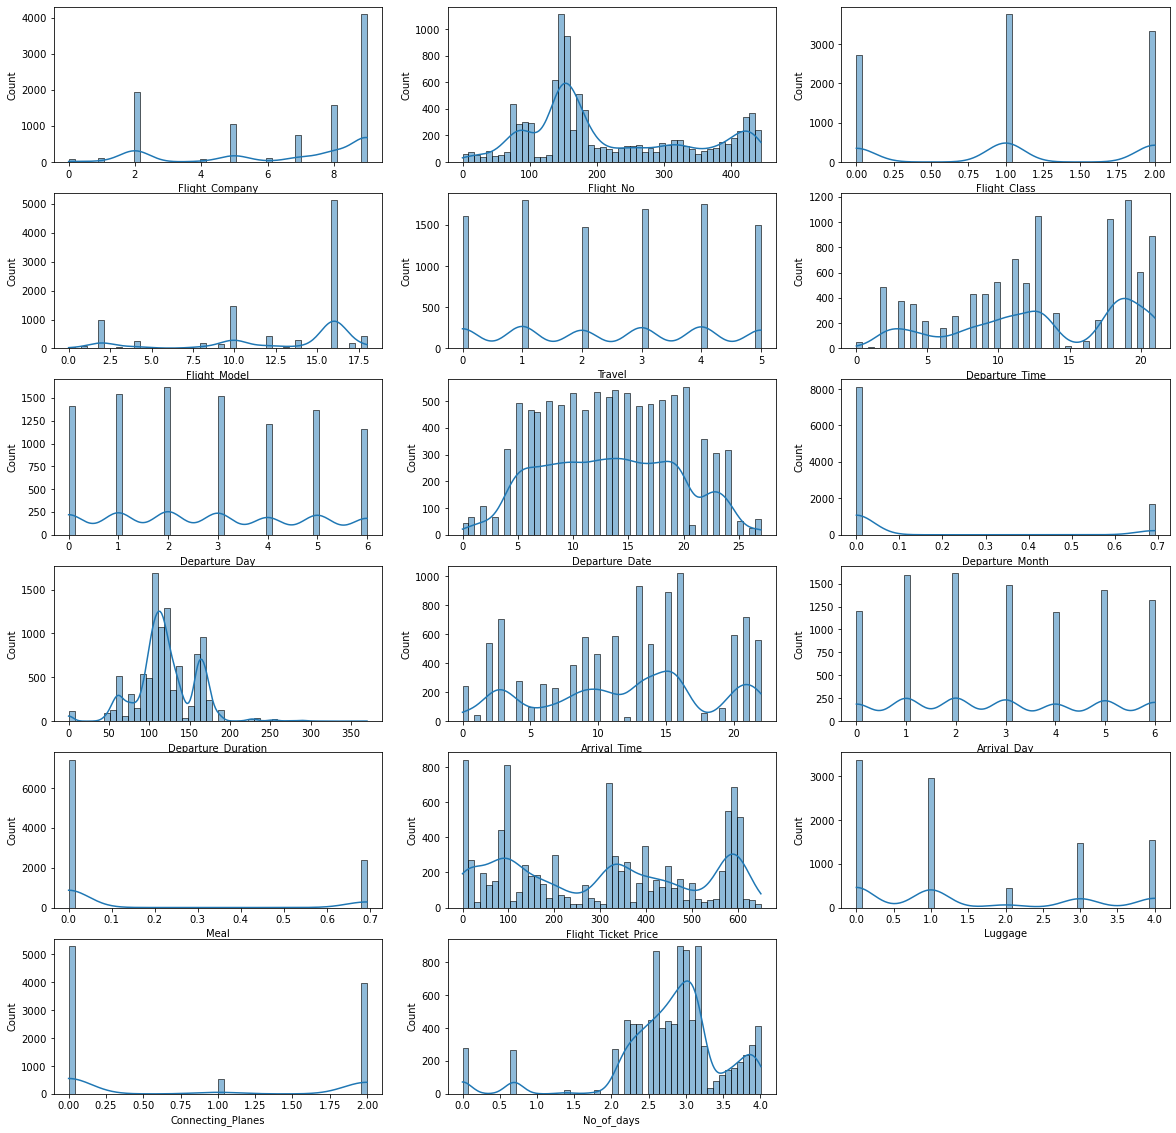 4000
3000
2000
1000
0
Count
0 2 4 6 8
Flight_Company
1000
800
600
400
200
0
Count
0 100 200 300 400
Flight_No
3000
2000
1000
0
Count
0.00 0.25 0.50 0.75 1.00 1.25 1.50 1.75 2.00
Flight_Class
5000
4000
3000
2000
1000
0
Count
0.0 2.5 5.0 7.5 10.0 12.5 15.0 17.5
Flight_Model
1500
1000
500
0
Count
0 1 2 3 4 5
Travel
1200
1000
800
600
400
200
0
Count
0 5 10 15 20
Departure_Time
1500
1250
1000
750
500
250
0
Count
0 1 2 3 4 5 6
Departure_Day
500
400
300
200
100
0
Count
0 5 10 15 20 25
Departure_Date
8000
6000
4000
2000
0
Count
0.0 0.1 0.2 0.3 0.4 0.5 0.6 0.7
Departure_Month
1500
1000
500
0
Count
0 50 100 150 200 250 300 350
Departure_Duration
1000
800
600
400
200
0
Count
0 5 10 15 20
Arrival_Time
1500
1250
1000
750
500
250
0
Count
0 1 2 3 4 5 6
Arrival_Day
6000
4000
2000
0
Count
0.0 0.1 0.2 0.3 0.4 0.5 0.6 0.7
Meal
800
600
400
200
0
Count
0 100 200 300 400 500 600
Flight_Ticket_Price
3000
2000
1000
0
Count
0.0 0.5 1.0 1.5 2.0 2.5 3.0 3.5 4.0
Luggage
5000
4000
3000
2000
1000
0
Count
0.00 0.25 0.50 0.75 1.00 1.25 1.50 1.75 2.00
Connecting_Planes
800
600
400
200
0
Count
0.0 0.5 1.0 1.5 2.0 2.5 3.0 3.5 4.0
No_of_days